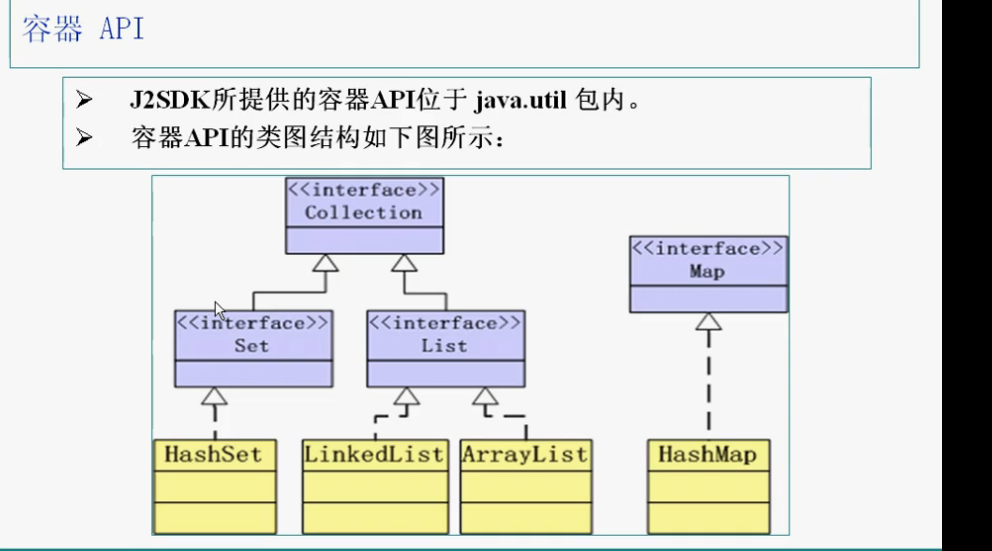 容器 API
J2SDK所提供的容器API位于 java.util 包内。
容器API的类图结构如下图所示：
<<interface>>
Collection
<<interface>>
Map
<<interface>>
Set
<<interface>>
List
HashSet
LinkedList
ArrayList
HashMap